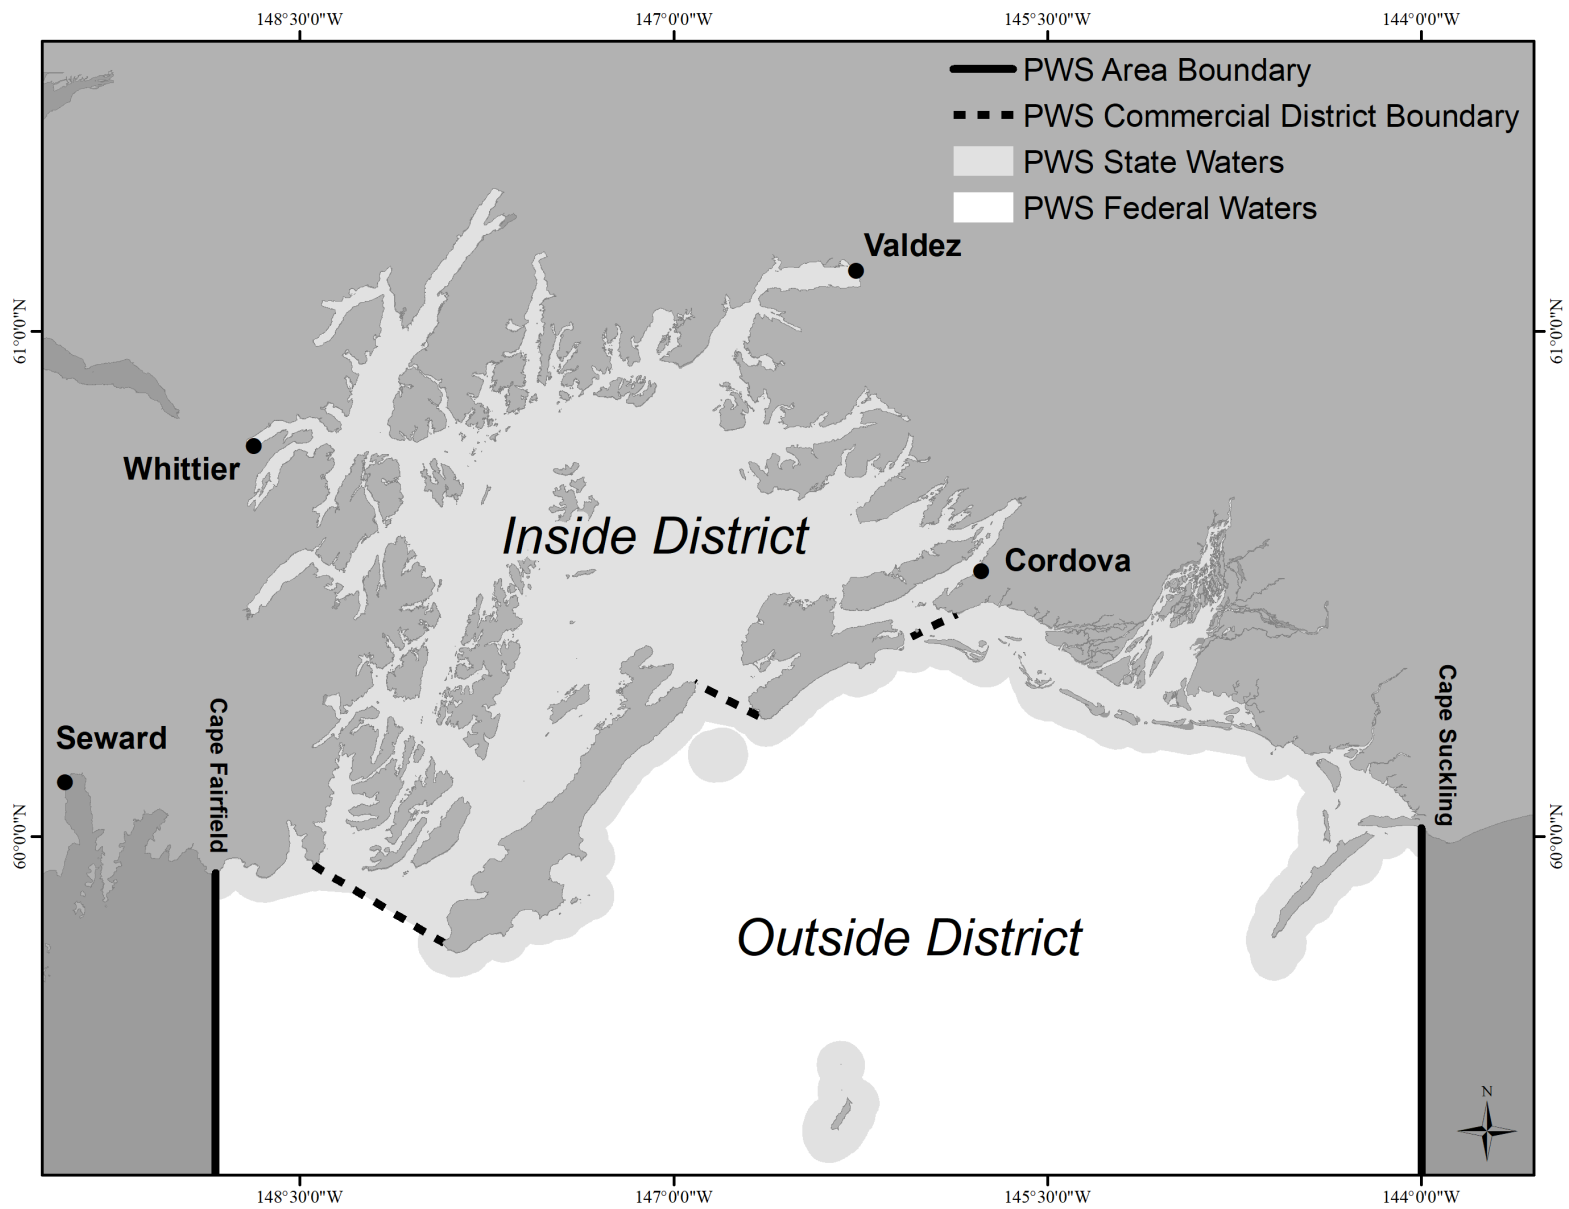 148°30'0"W 147°0'0"W 145°30'0"W 144°0'0"W
PWS Area Boundary
PWS Commercial District Boundary
PWS State Waters
PWS Federal Waters
Valdez
61°0'0"N
61°0'0"N
Whittier
Inside District
Cordova
Cape Suckling
Cape Fairfield
Seward
60°0'0"N
60°0'0"N
Outside District
N
148°30'0"W 147°0'0"W 145°30'0"W 144°0'0"W